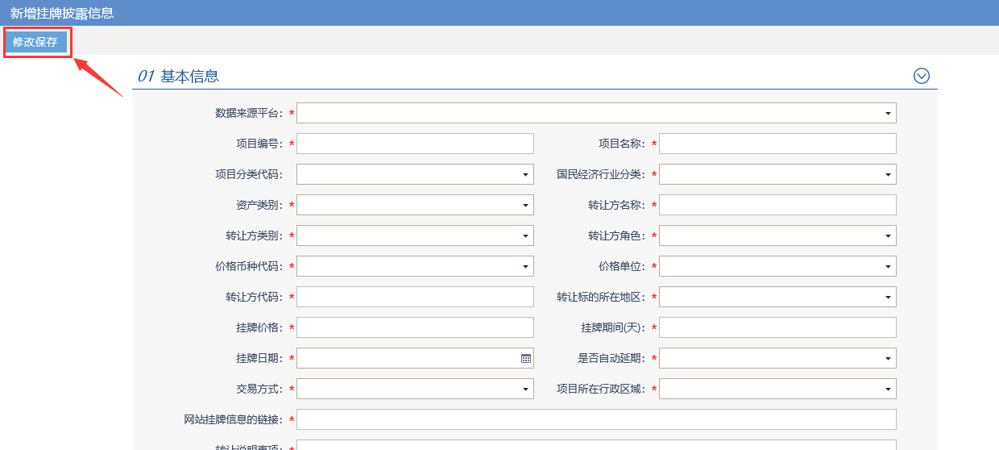 新增挂牌披露信息
修改保存
01 基本信息
数据来源平台：*
项目编号：* 项目名称：*
项目分类代码： 国民经济行业分类：*
资产类别：* 转让方名称：*
转让方类别：* 转让方角色：*
价格币种代码：* 价格单位：*
转让方代码：* 转让标的所在地区：*
挂牌价格：* 挂牌期间(天)：*
挂牌日期：* 是否自动延期：*
交易方式：* 项目所在行政区域：*
网站挂牌信息的链接：*
转让说明事项：*